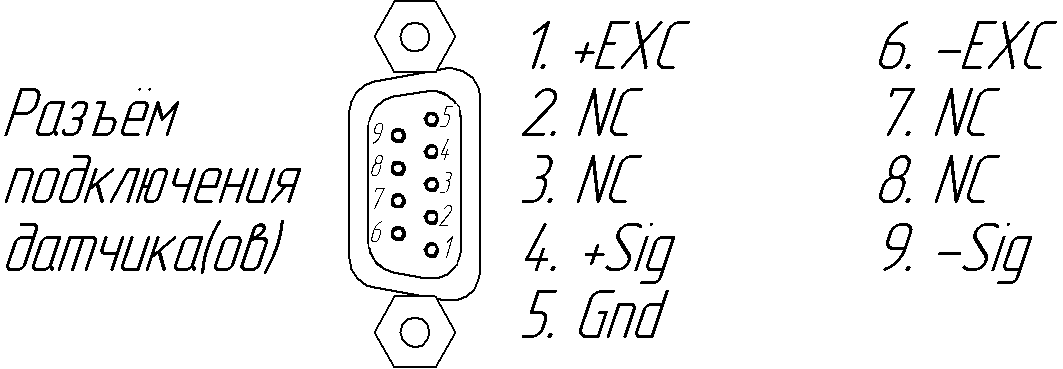 Разъём
подключения
датчика(ов)
9
8
7
6
5
4
3
2
1
1. +EXC
2. NC
3. NC
4. +Sig
5. Gnd
6. -EXC
7. NC
8. NC
9. -Sig